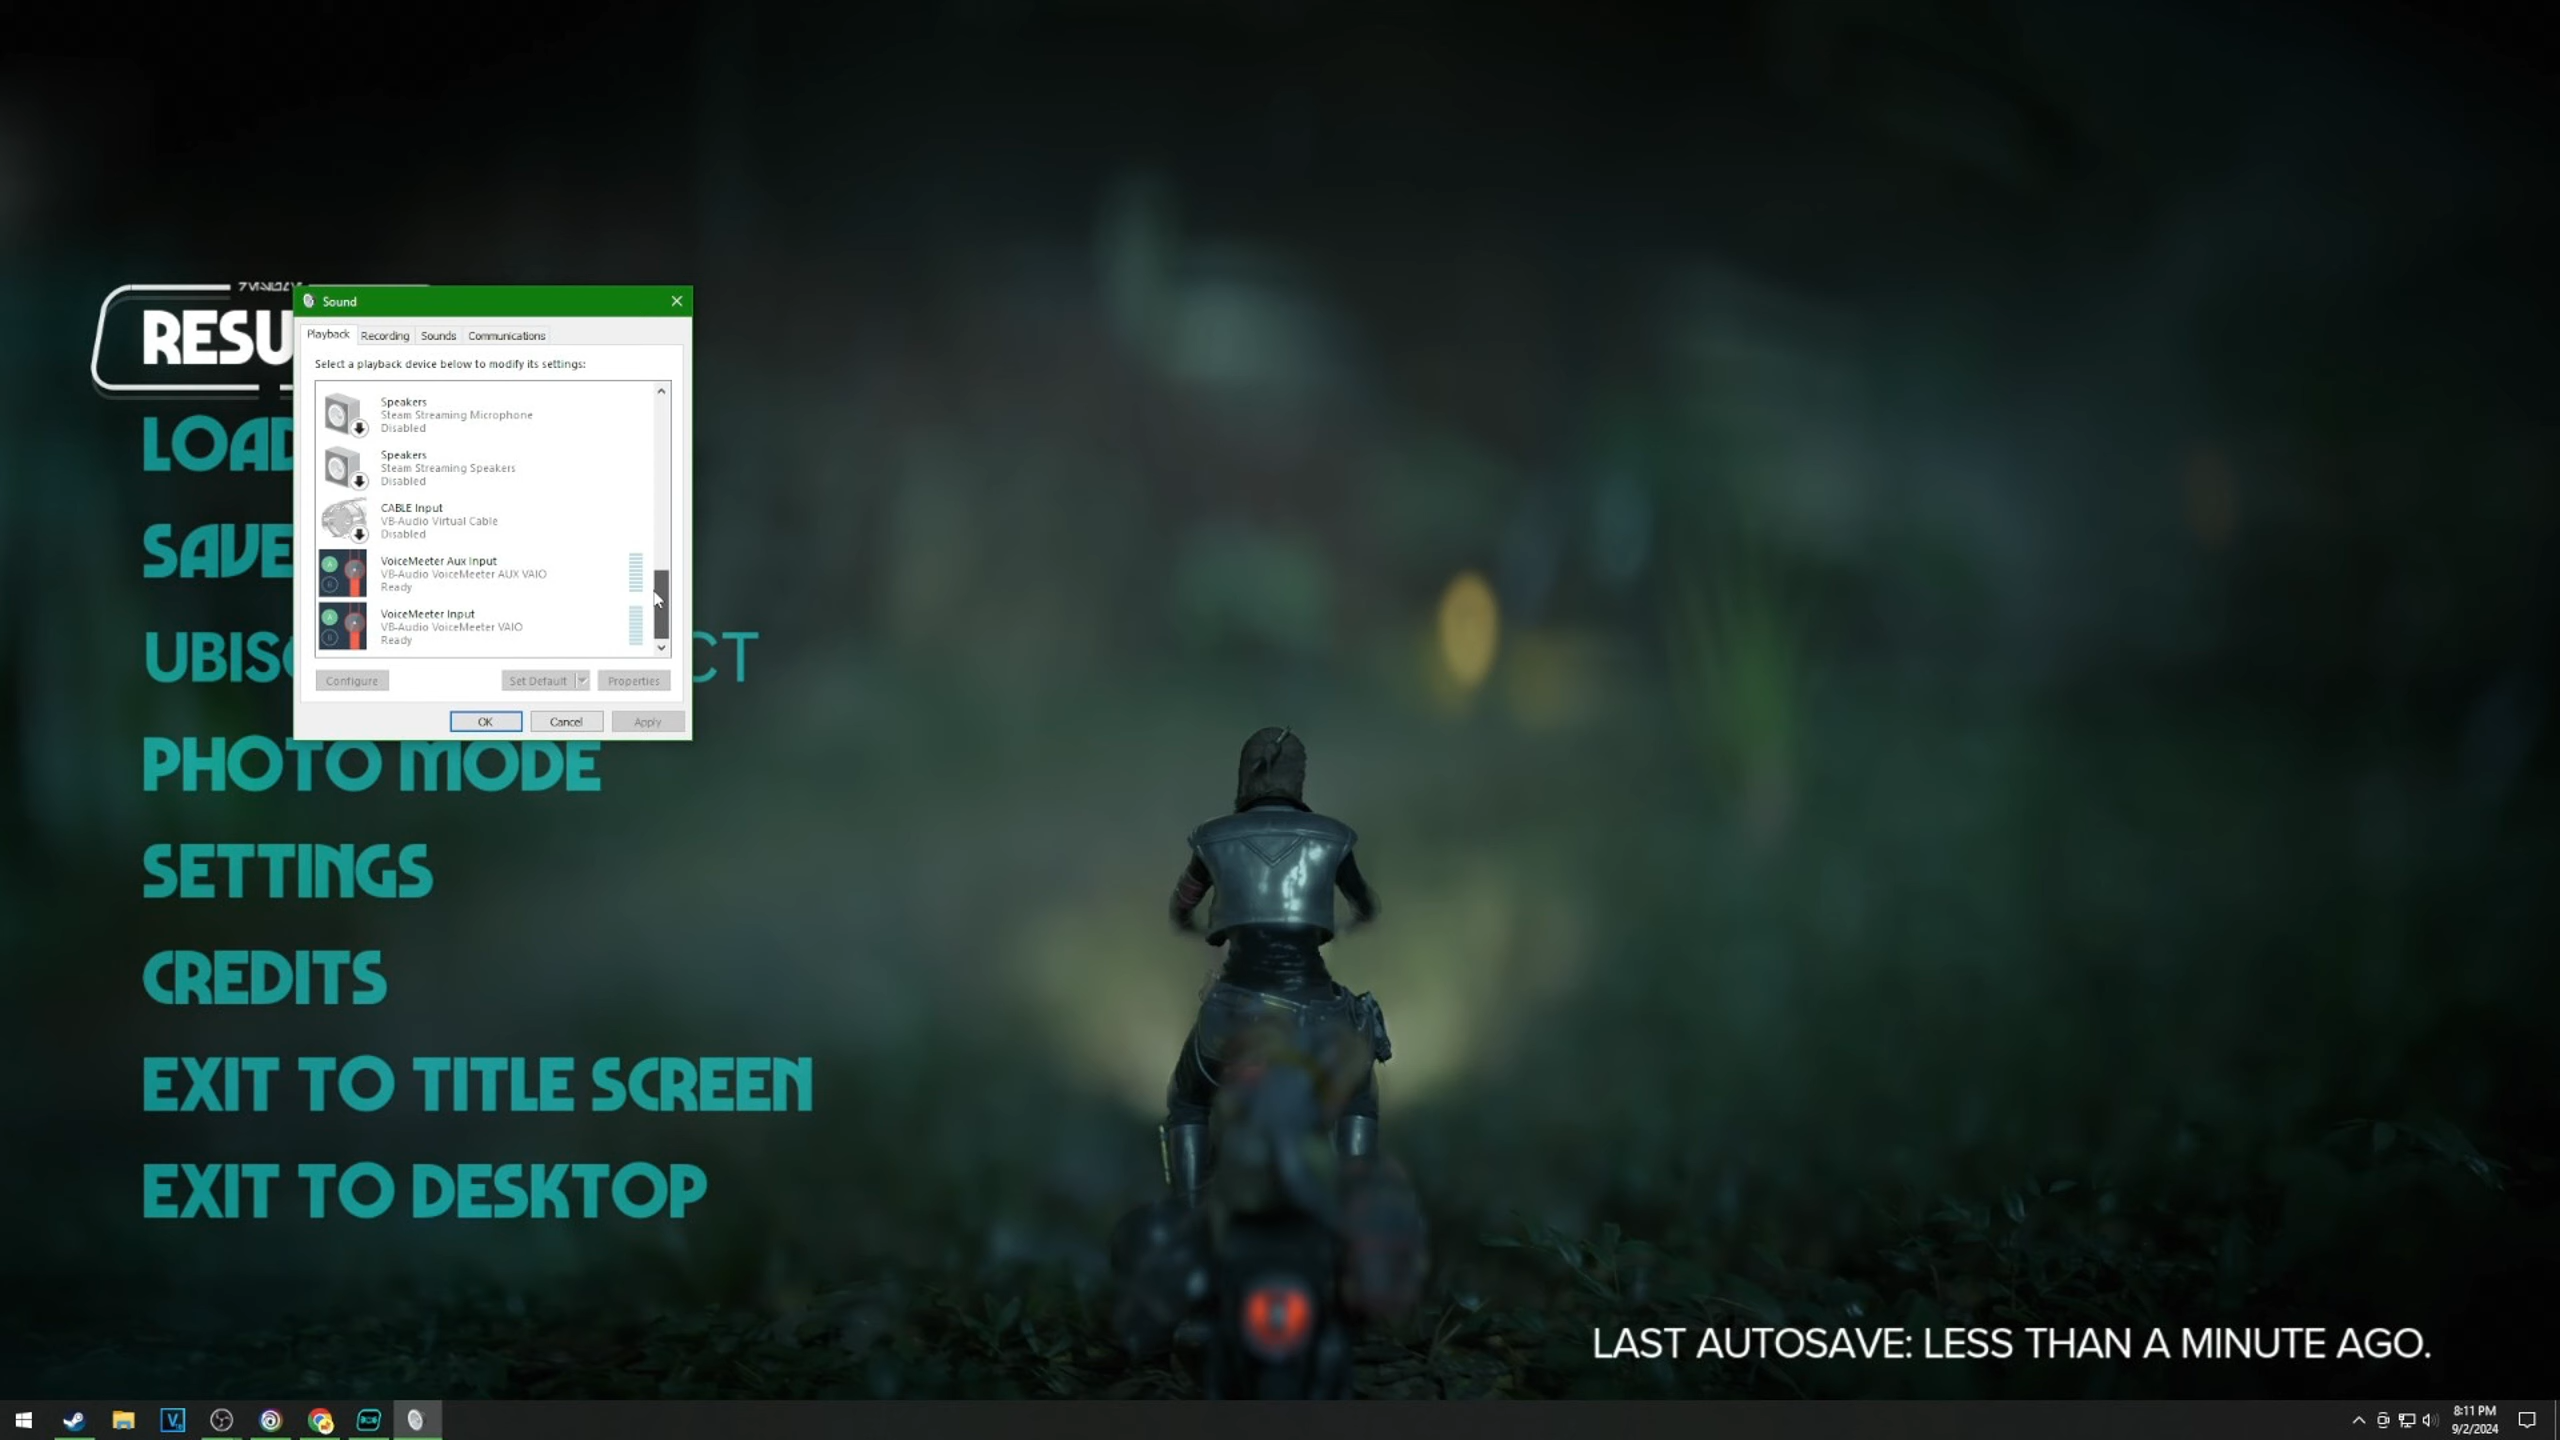 RESU
LOAD
SAVE
UBISO
CT
PHOTO MODE
SETTINGS
CREDITS
EXIT TO TITLE SCREEN
EXIT TO DESKTOP
Sound
Playback Recording Sounds Communications
Select a playback device below to modify its settings:
Speakers
Steam Streaming Microphone
Disabled
Speakers
Steam Streaming Speakers
Disabled
CABLE Input
VB-Audio Virtual Cable
Disabled
VoiceMeeter Aux Input
VB-Audio VoiceMeeter AUX VAIO
Ready
VoiceMeeter Input
VB-Audio VoiceMeeter VAIO
Ready
Configure Set Default Properties
OK Cancel Apply
LAST AUTOSAVE: LESS THAN A MINUTE AGO.
8:11 PM
9/2/2024